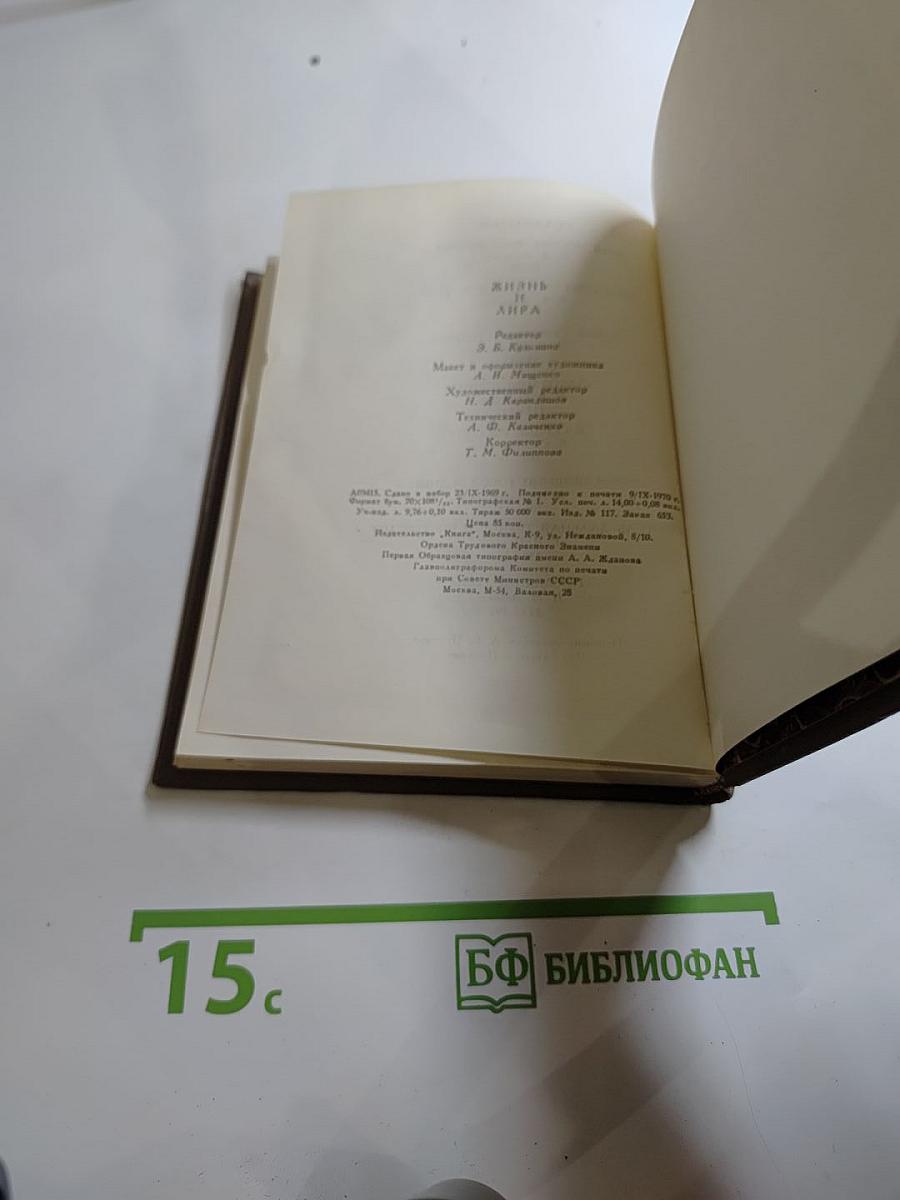 ЖИЗНЬ
И
ЛИРА
Редактор
Э. Б.
Макет и оформление художника
А. И. Мащенко
Художественный редактор
Н. Д. Карандашов
Технический редактор
А. Ф. Казаченко
Корректор
Т. М. Филиппова
Сдано в набор 23/IX-1969 г. Подписано к печати 9/IX-1970 г.
Формат бум. 70×108¹/₃₂. Типографская № 1. Усл. печ. л. 14,00+0,08 вкл.
Уч-изд. л. 9,76+0,10 вкл. Тираж 50 000 экз. Изд. № 117. Заказ 653.
Цена 85 коп.
Издательство „Книга", Москва, К-9, ул. Неждановой, 8/10.
Ордена Трудового Красного Знамени
Первая Образцовая типография имени А. А. Жданова
Главполиграфпрома Комитета по печати
при Совете Министров СССР
Москва, М-54, Валовая, 28
15 с
БФ БИБЛИОФАН